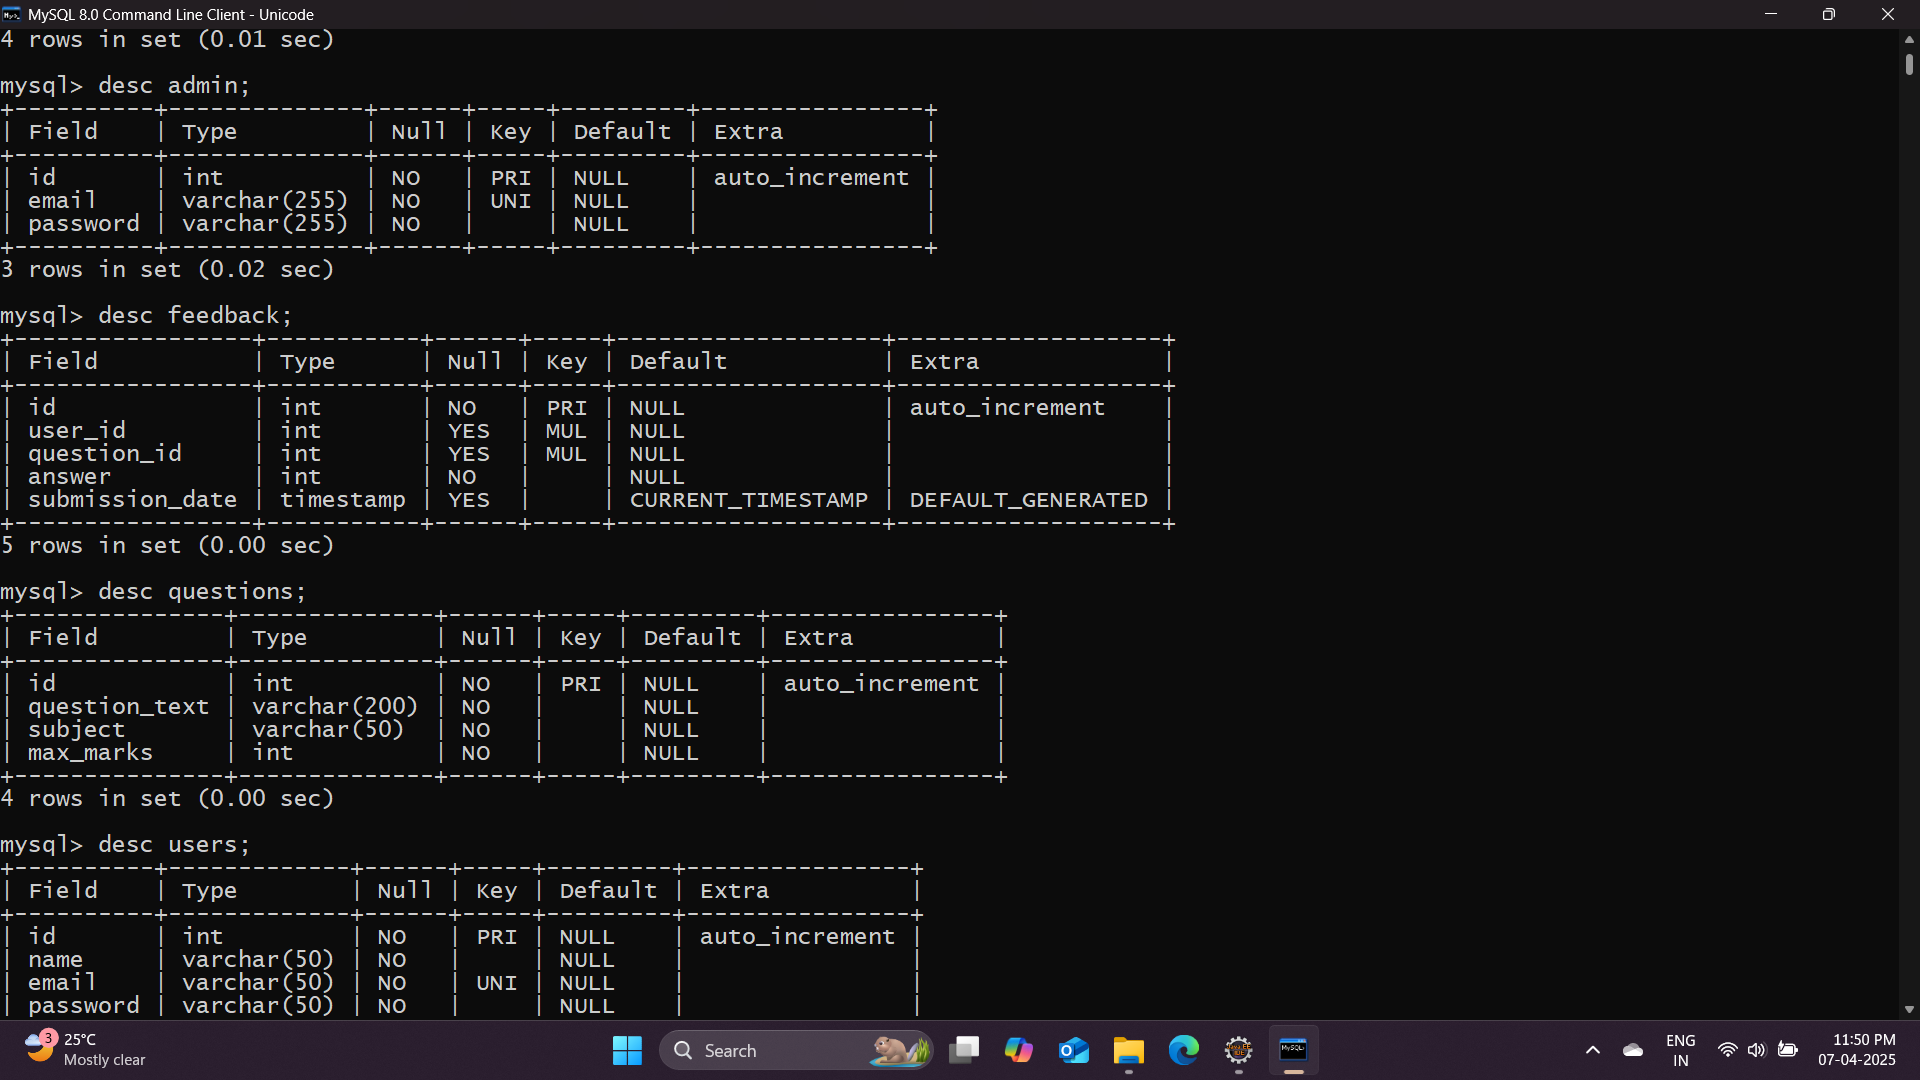 MySQL 8.0 Command Line Client - Unicode
4 rows in set (0.01 sec)
mysql> desc admin;
+----------+--------------+------+-----+---------+----------------+
| Field    | Type         | Null | Key | Default | Extra          |
+----------+--------------+------+-----+---------+----------------+
| id       | int          | NO   | PRI | NULL    | auto_increment |
| email    | varchar(255) | NO   | UNI | NULL    |                |
| password | varchar(255) | NO   |     | NULL    |                |
+----------+--------------+------+-----+---------+----------------+
3 rows in set (0.02 sec)
mysql> desc feedback;
+-----------------+-----------+------+-----+-------------------+-------------------+
| Field           | Type      | Null | Key | Default           | Extra             |
+-----------------+-----------+------+-----+-------------------+-------------------+
| id              | int       | NO   | PRI | NULL              | auto_increment    |
| user_id         | int       | YES  | MUL | NULL              |                   |
| question_id     | int       | YES  | MUL | NULL              |                   |
| answer          | int       | NO   |     | NULL              |                   |
| submission_date | timestamp | YES  |     | CURRENT_TIMESTAMP | DEFAULT_GENERATED |
+-----------------+-----------+------+-----+-------------------+-------------------+
5 rows in set (0.00 sec)
mysql> desc questions;
+---------------+--------------+------+-----+---------+----------------+
| Field         | Type         | Null | Key | Default | Extra          |
+---------------+--------------+------+-----+---------+----------------+
| id            | int          | NO   | PRI | NULL    | auto_increment |
| question_text | varchar(200) | NO   |     | NULL    |                |
| subject       | varchar(50)  | NO   |     | NULL    |                |
| max_marks     | int          | NO   |     | NULL    |                |
+---------------+--------------+------+-----+---------+----------------+
4 rows in set (0.00 sec)
mysql> desc users;
+----------+-------------+------+-----+---------+----------------+
| Field    | Type        | Null | Key | Default | Extra          |
+----------+-------------+------+-----+---------+----------------+
| id       | int         | NO   | PRI | NULL    | auto_increment |
| name     | varchar(50) | NO   |     | NULL    |                |
| email    | varchar(50) | NO   | UNI | NULL    |                |
| password | varchar(50) | NO   |     | NULL    |                |
3
25°C
Mostly clear
Search
MySQL
ENG
IN
11:50 PM
07-04-2025